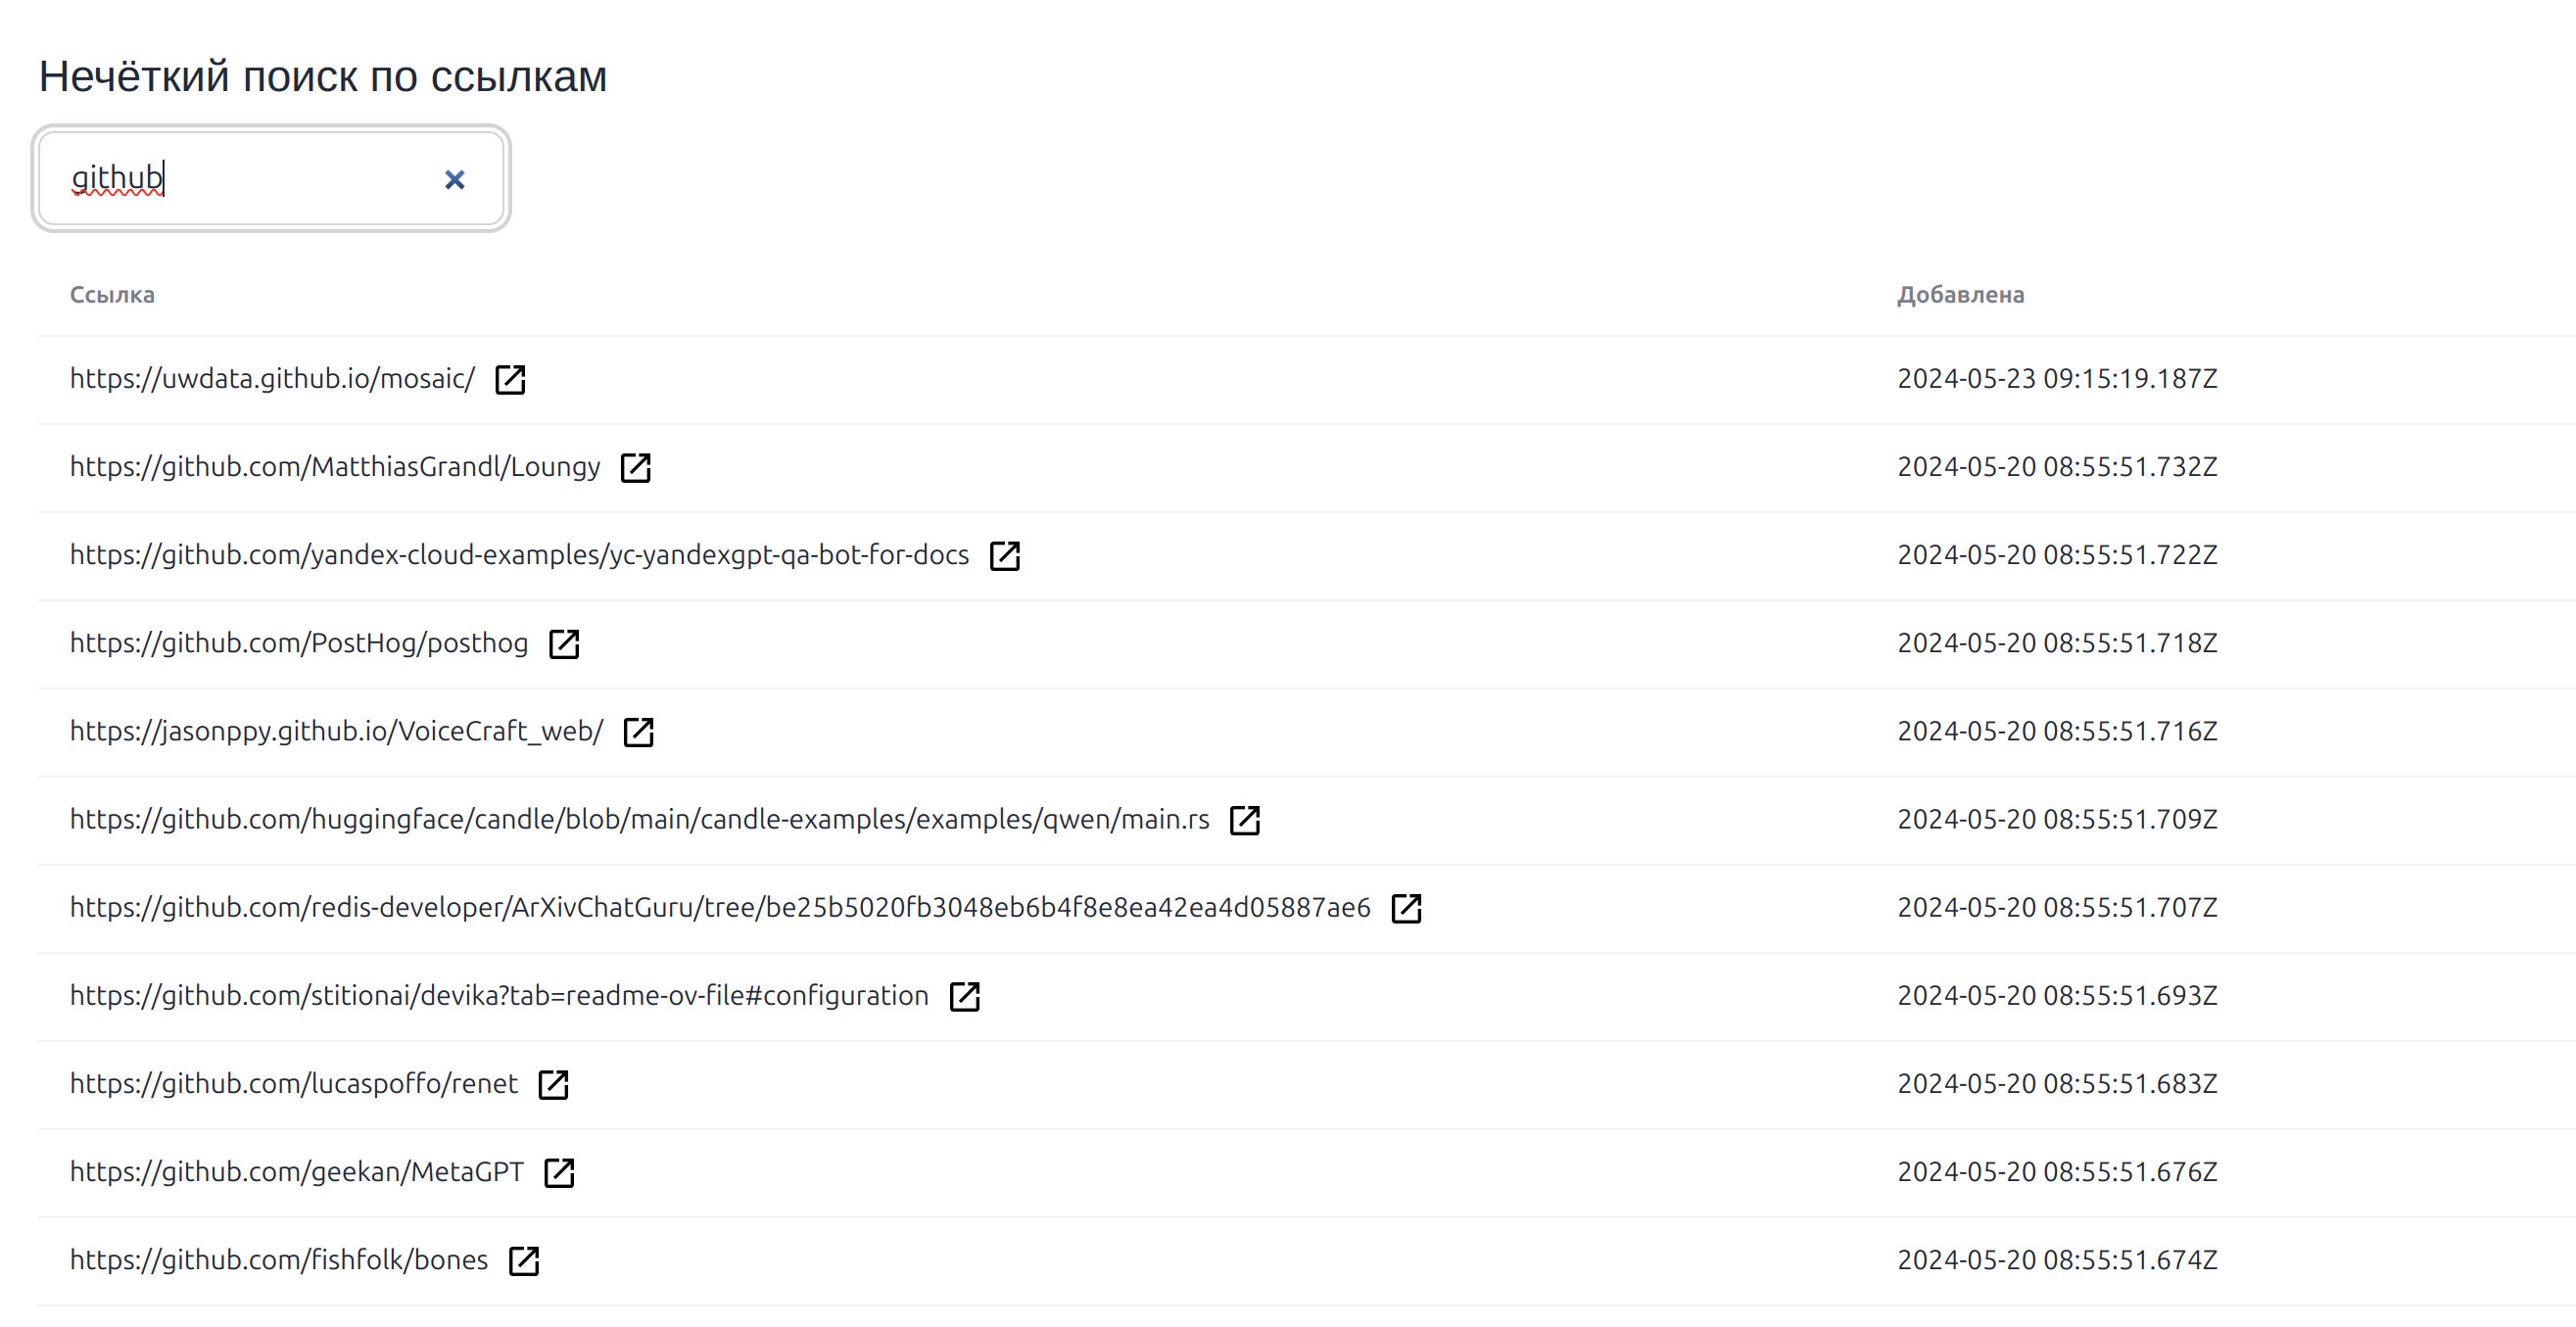 Нечёткий поиск по ссылкам
github
Ссылка Добавлена
https://uwdata.github.io/mosaic/ 2024-05-23 09:15:19.187Z
https://github.com/MatthiasGrandl/Loungy 2024-05-20 08:55:51.732Z
https://github.com/yandex-cloud-examples/yc-yandexgpt-qa-bot-for-docs 2024-05-20 08:55:51.722Z
https://github.com/PostHog/posthog 2024-05-20 08:55:51.718Z
https://jasonppy.github.io/VoiceCraft_web/ 2024-05-20 08:55:51.716Z
https://github.com/huggingface/candle/blob/main/candle-examples/examples/qwen/main.rs 2024-05-20 08:55:51.709Z
https://github.com/redis-developer/ArXivChatGuru/tree/be25b5020fb3048eb6b4f8e8ea42ea4d05887ae6 2024-05-20 08:55:51.707Z
https://github.com/stitionai/devika?tab=readme-ov-file#configuration 2024-05-20 08:55:51.693Z
https://github.com/lucaspoffo/renet 2024-05-20 08:55:51.683Z
https://github.com/geekan/MetaGPT 2024-05-20 08:55:51.676Z
https://github.com/fishfolk/bones 2024-05-20 08:55:51.674Z